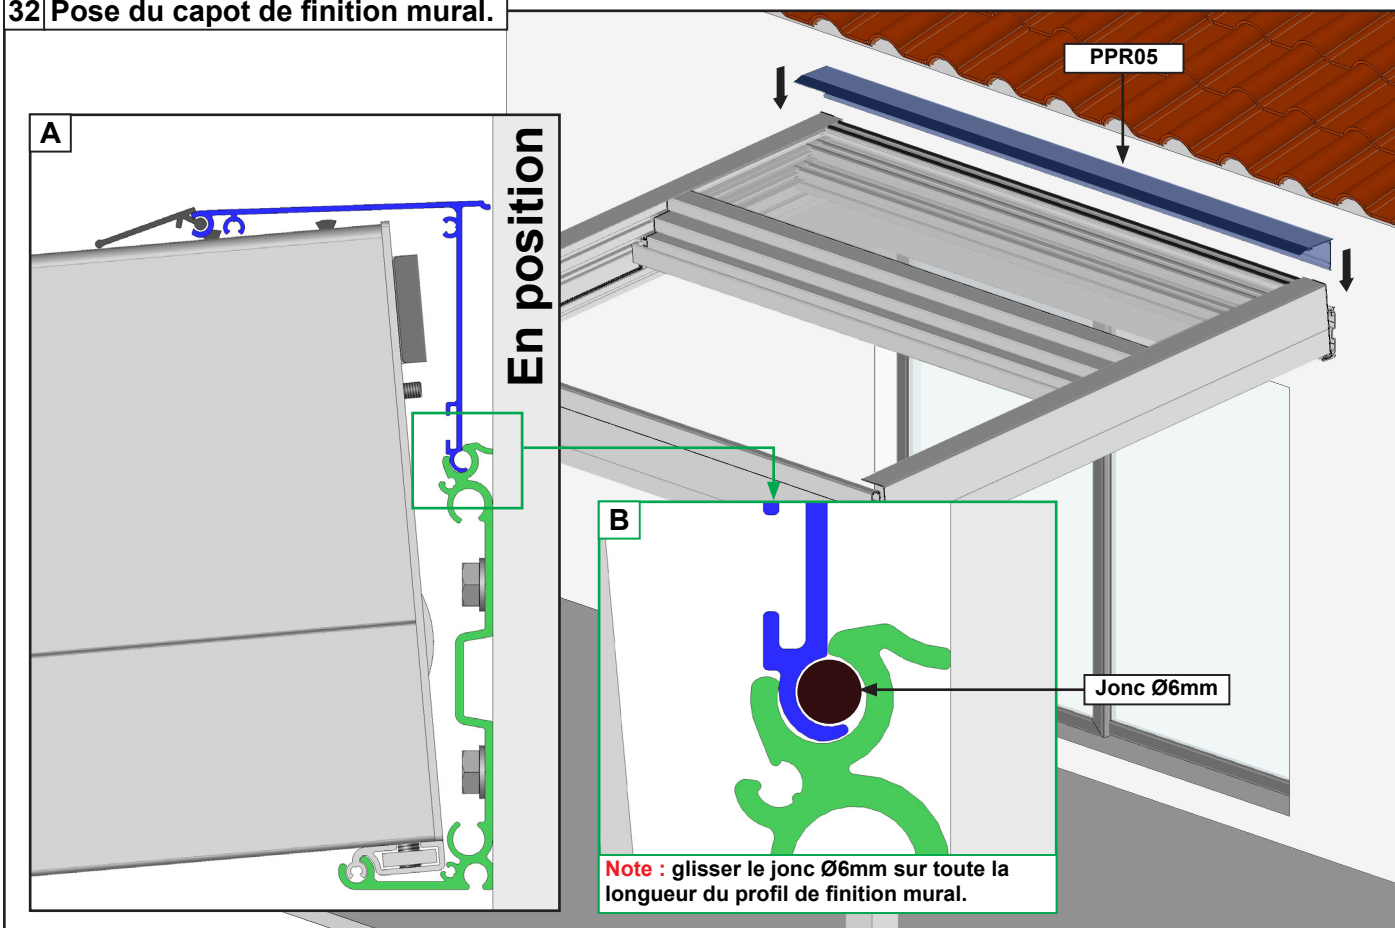 32 Pose du capot de finition mural.
PPR05
A
En position
B
Jonc Ø6mm
Note : glisser le jonc Ø6mm sur toute la
longueur du profil de finition mural.